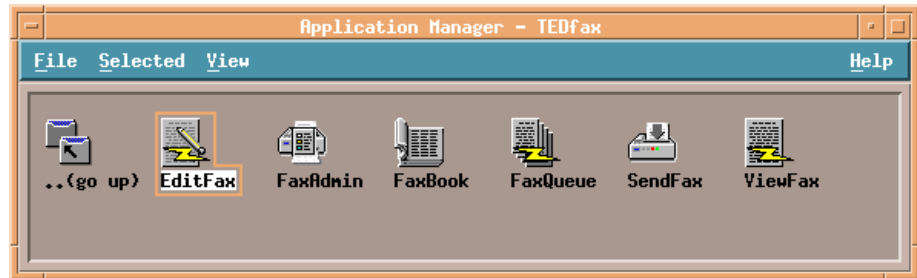 Application Manager - TEDfax
File Selected View Help
..(go up) EditFax FaxAdmin FaxBook FaxQueue SendFax ViewFax